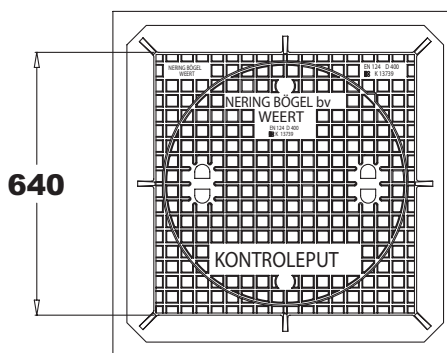 NERING BÖGEL
WEERT
EN 124 D 400
K 13739
NERING BÖGEL bv
WEERT
EN 124 D 400
K 13739
640
KONTROLEPUT